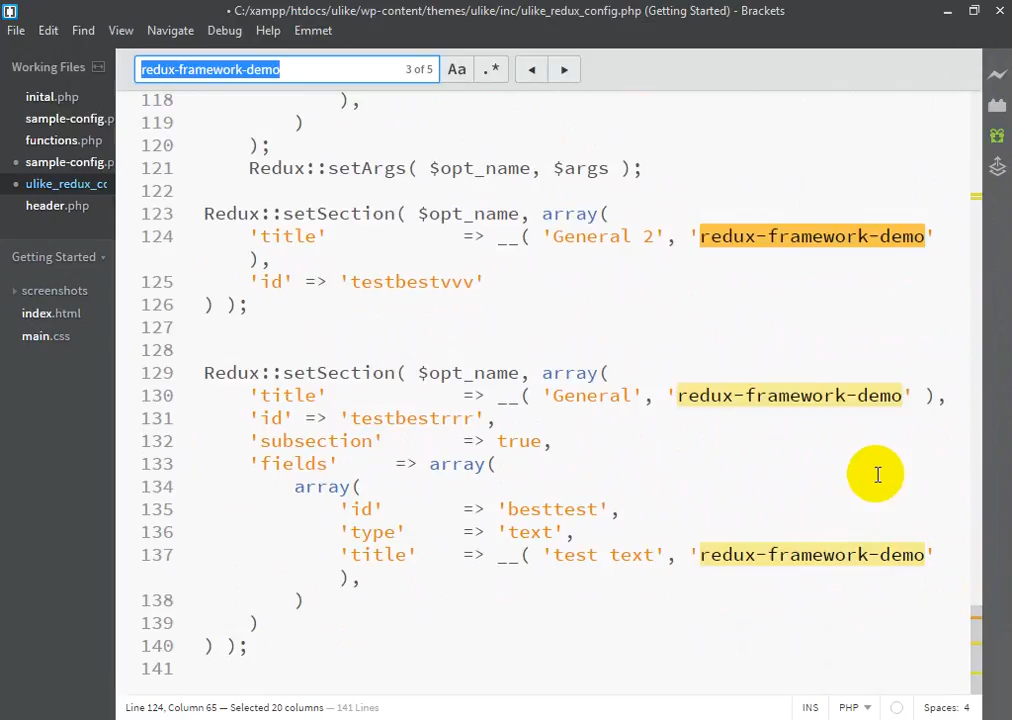 • C:/xampp/htdocs/ulike/wp-content/themes/ulike/inc/ulike_redux_config.php (Getting Started) - Brackets
File Edit Find View Navigate Debug Help Emmet
Working Files
inital.php
sample-config.p
functions.php
• sample-config.p
• ulike_redux_cc
header.php
Getting Started
screenshots
index.html
main.css
redux-framework-demo 3 of 5 Aa .*
118 ),
119 )
120 );
121 Redux::setArgs( $opt_name, $args );
122
123 Redux::setSection( $opt_name, array(
124 'title' => __( 'General 2', 'redux-framework-demo'
),
125 'id' => 'testbestvvv'
126 ) );
127
128
129 Redux::setSection( $opt_name, array(
130 'title' => __( 'General', 'redux-framework-demo' ),
131 'id' => 'testbestrrr',
132 'subsection' => true,
133 'fields' => array(
134 array(
135 'id' => 'besttest',
136 'type' => 'text',
137 'title' => __( 'test text', 'redux-framework-demo'
),
138 )
139 )
140 ) );
141
Line 124, Column 65 — Selected 20 columns — 141 Lines INS PHP Spaces: 4